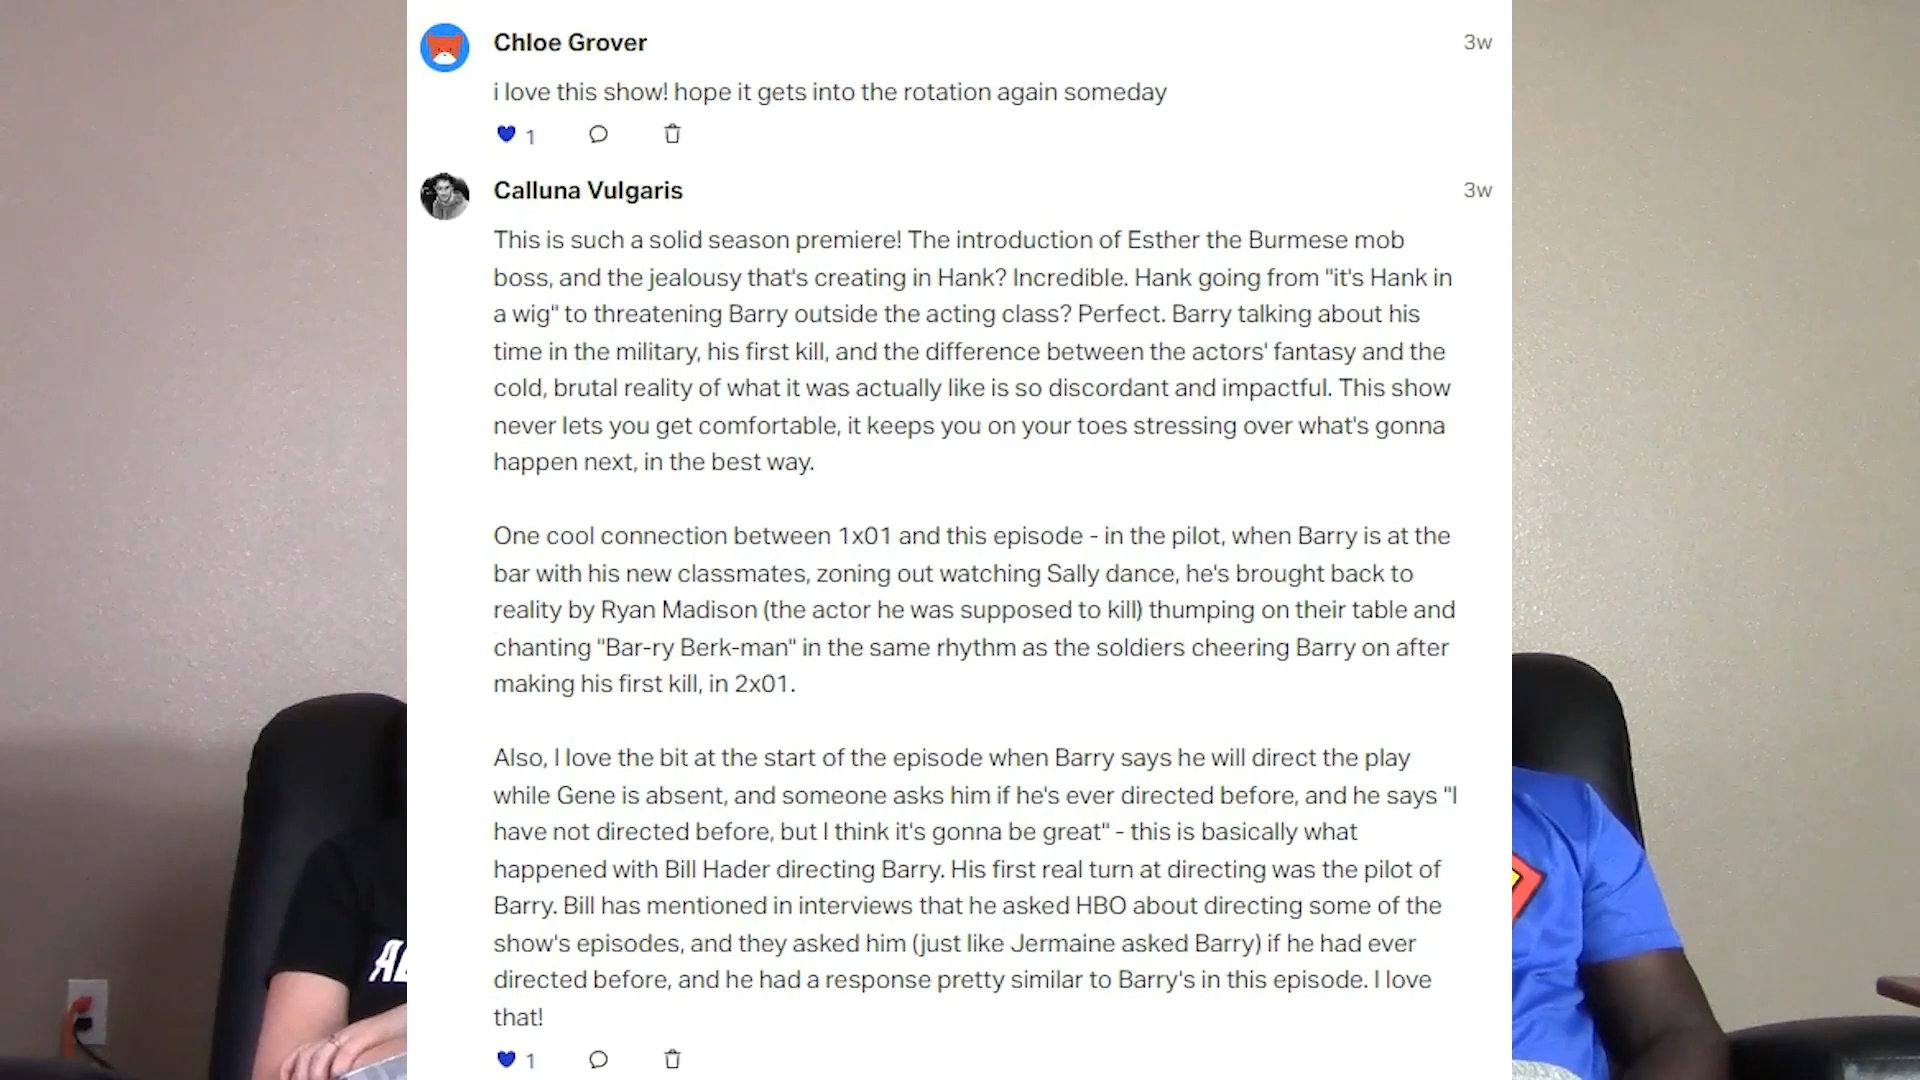 Chloe Grover
3w
i love this show! hope it gets into the rotation again someday
1
Calluna Vulgaris
3w
This is such a solid season premiere! The introduction of Esther the Burmese mob
boss, and the jealousy that's creating in Hank? Incredible. Hank going from "it's Hank in
a wig" to threatening Barry outside the acting class? Perfect. Barry talking about his
time in the military, his first kill, and the difference between the actors' fantasy and the
cold, brutal reality of what it was actually like is so discordant and impactful. This show
never lets you get comfortable, it keeps you on your toes stressing over what's gonna
happen next, in the best way.
One cool connection between 1x01 and this episode - in the pilot, when Barry is at the
bar with his new classmates, zoning out watching Sally dance, he's brought back to
reality by Ryan Madison (the actor he was supposed to kill) thumping on their table and
chanting "Bar-ry Berk-man" in the same rhythm as the soldiers cheering Barry on after
making his first kill, in 2x01.
Also, I love the bit at the start of the episode when Barry says he will direct the play
while Gene is absent, and someone asks him if he's ever directed before, and he says "I
have not directed before, but I think it's gonna be great" - this is basically what
happened with Bill Hader directing Barry. His first real turn at directing was the pilot of
Barry. Bill has mentioned in interviews that he asked HBO about directing some of the
show's episodes, and they asked him (just like Jermaine asked Barry) if he had ever
directed before, and he had a response pretty similar to Barry's in this episode. I love
that!
1